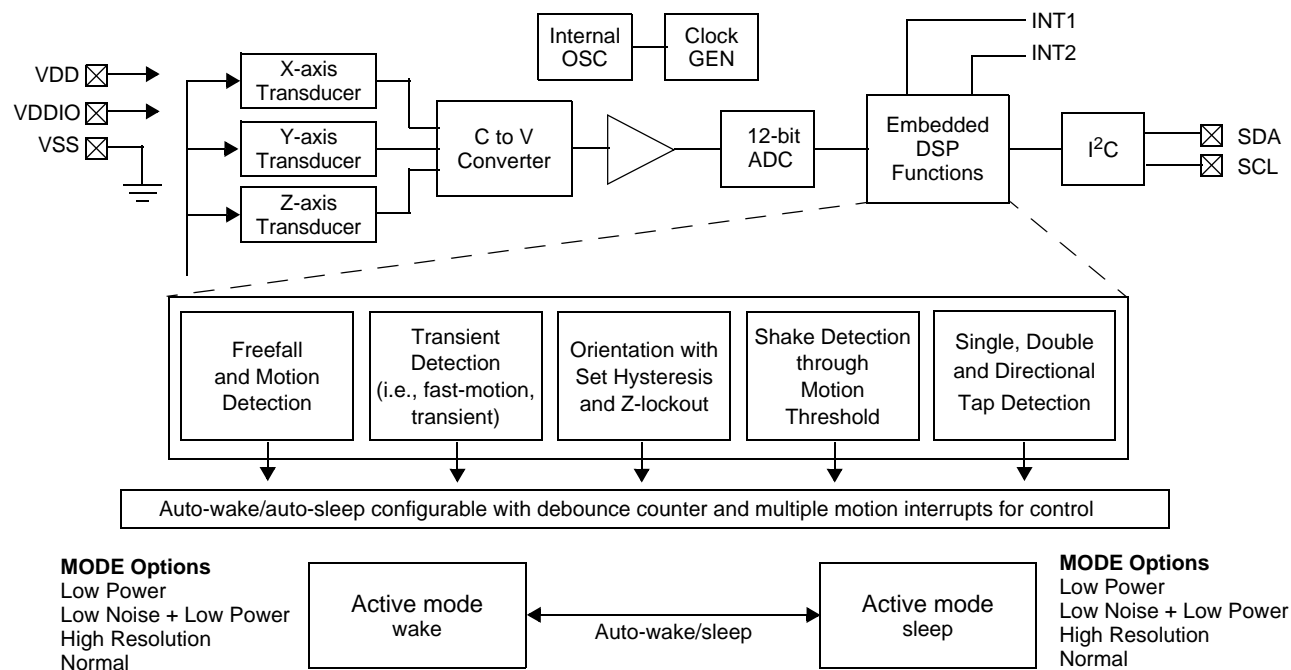 INT1
INT2
Internal
OSC
Clock
GEN
VDD
VDDIO
VSS
X-axis
Transducer
Y-axis
Transducer
Z-axis
Transducer
C to V
Converter
12-bit
ADC
Embedded
DSP
Functions
I²C
SDA
SCL
Freefall
and Motion
Detection
Transient
Detection
(i.e., fast-motion,
transient)
Orientation with
Set Hysteresis
and Z-lockout
Shake Detection
through
Motion
Threshold
Single, Double
and Directional
Tap Detection
Auto-wake/auto-sleep configurable with debounce counter and multiple motion interrupts for control
MODE Options
Low Power
Low Noise + Low Power
High Resolution
Normal
Active mode
wake
Auto-wake/sleep
Active mode
sleep
MODE Options
Low Power
Low Noise + Low Power
High Resolution
Normal